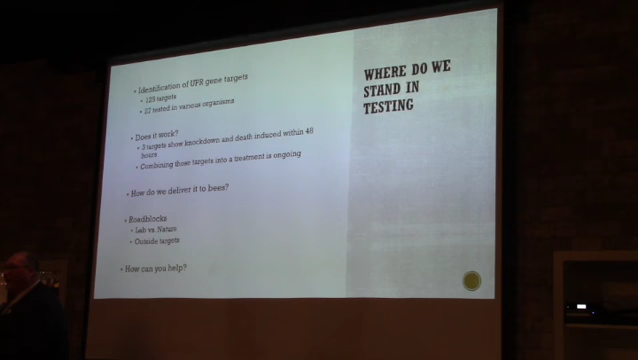 WHERE DO WE
STAND IN
TESTING
• Identification of UPR gene targets
• 125 targets
• 22 tested in various organisms
• Does it work?
• 3 targets show knockdown and death induced within 48
hours
• Combining those targets into a treatment is ongoing
• How do we deliver it to bees?
• Roadblocks
• Lab vs. Nature
• Outside targets
• How can you help?